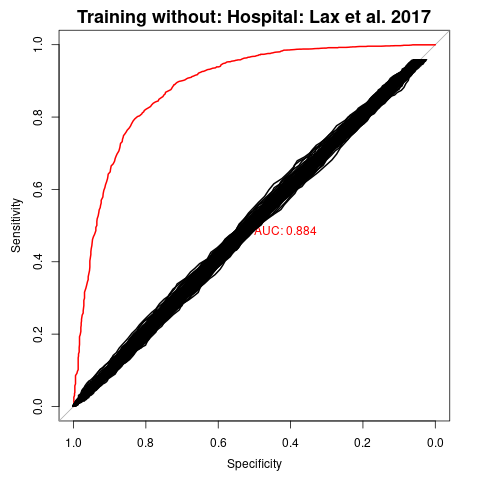 Training without: Hospital: Lax et al. 2017
Sensitivity
1.0
0.8
0.6
0.4
0.2
0.0
AUC: 0.884
1.0 0.8 0.6 0.4 0.2 0.0
Specificity